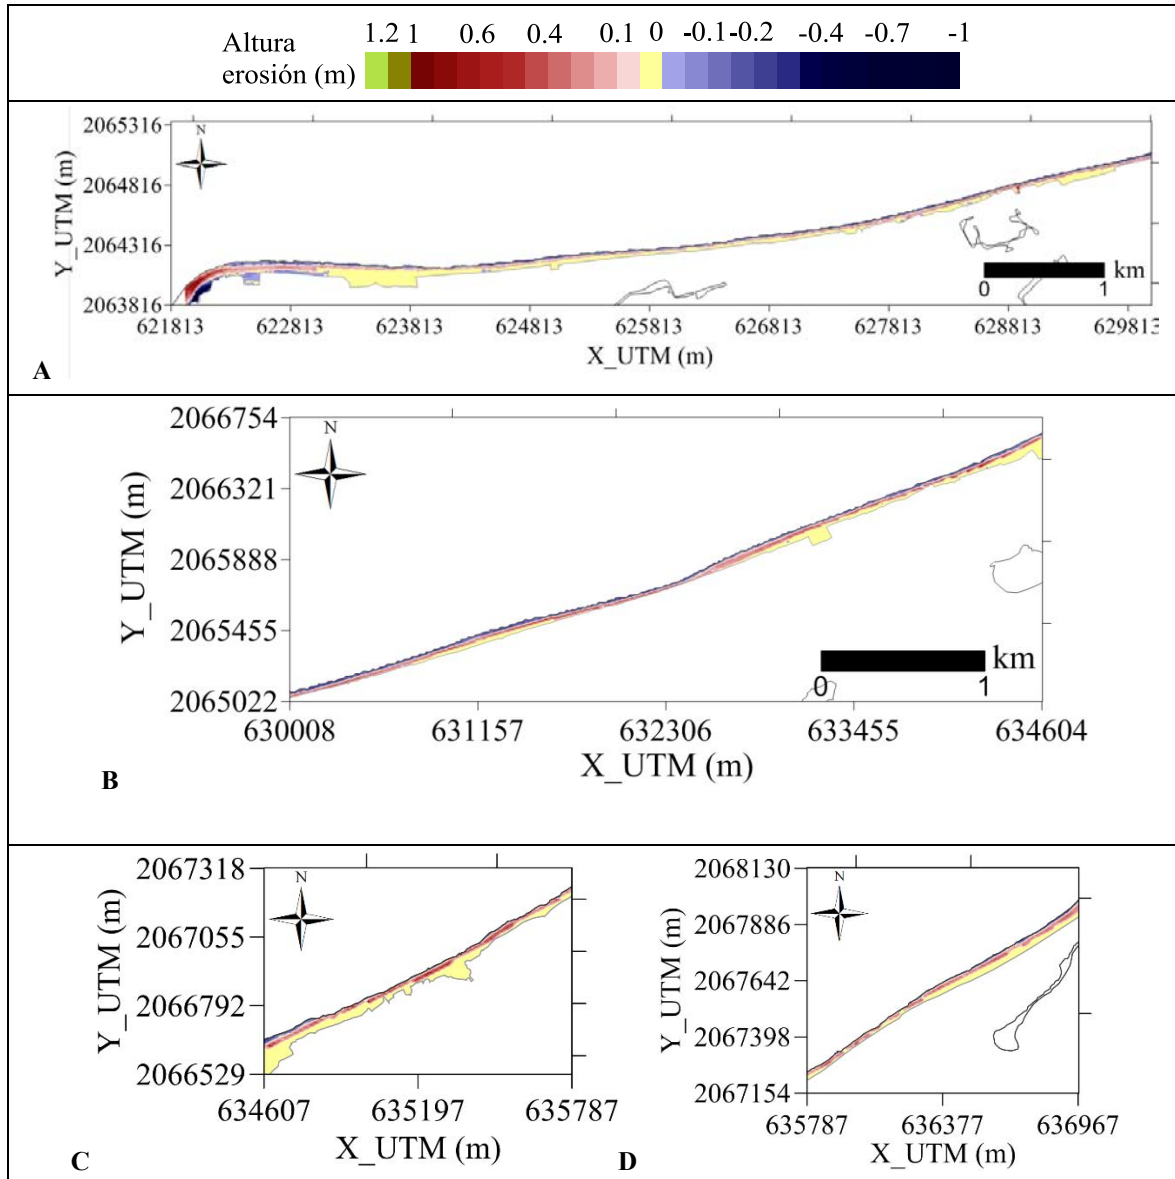 Altura
erosión (m)
1.2 1 0.6 0.4 0.1 0 -0.1 -0.2 -0.4 -0.7 -1
2065316
2064816
2064316
2063816
Y_UTM (m)
N
km
0 1
621813 622813 623813 624813 625813 626813 627813 628813 629813
X_UTM (m)
A
2066754
2066321
2065888
2065455
2065022
Y_UTM (m)
N
km
0 1
630008 631157 632306 633455 634604
X_UTM (m)
B
2067318
2067055
2066792
2066529
Y_UTM (m)
N
634607 635197 635787
X_UTM (m)
C
2068130
2067886
2067642
2067398
2067154
Y_UTM (m)
N
635787 636377 636967
X_UTM (m)
D